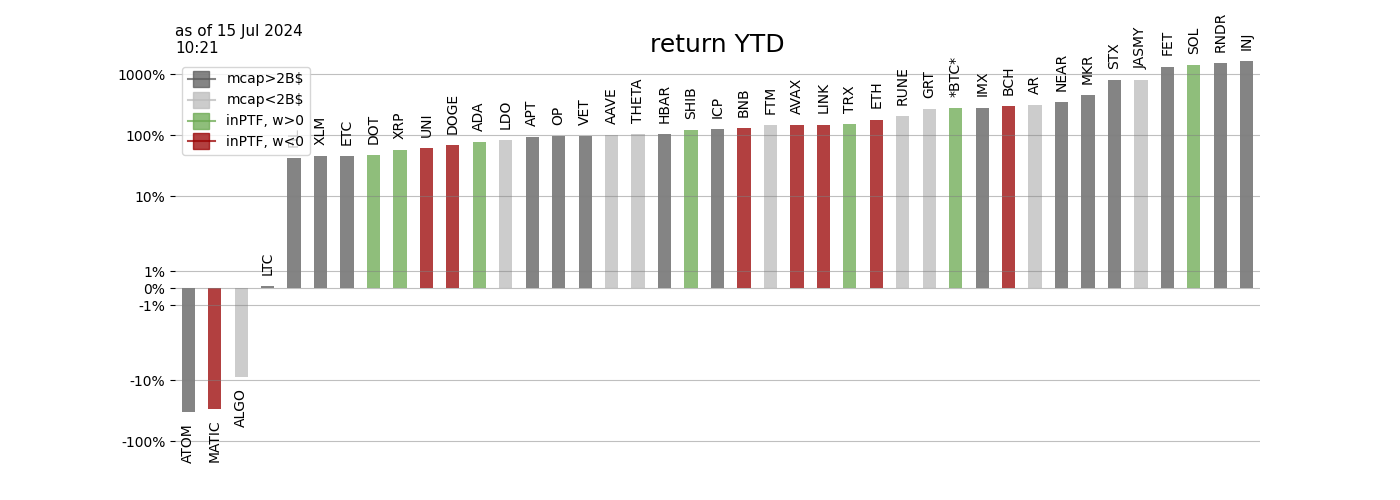 as of 15 Jul 2024
10:21
return YTD
mcap>2B$
mcap<2B$
inPTF, w>0
inPTF, w<0
1000%
100%
10%
1%
0%
-1%
-10%
-100%
ATOM
MATIC
ALGO
LTC
XLM
ETC
DOT
XRP
UNI
DOGE
ADA
LDO
APT
OP
VET
AAVE
THETA
HBAR
SHIB
ICP
BNB
FTM
AVAX
LINK
TRX
ETH
RUNE
GRT
*BTC*
IMX
BCH
AR
NEAR
MKR
STX
JASMY
FET
SOL
RNDR
INJ